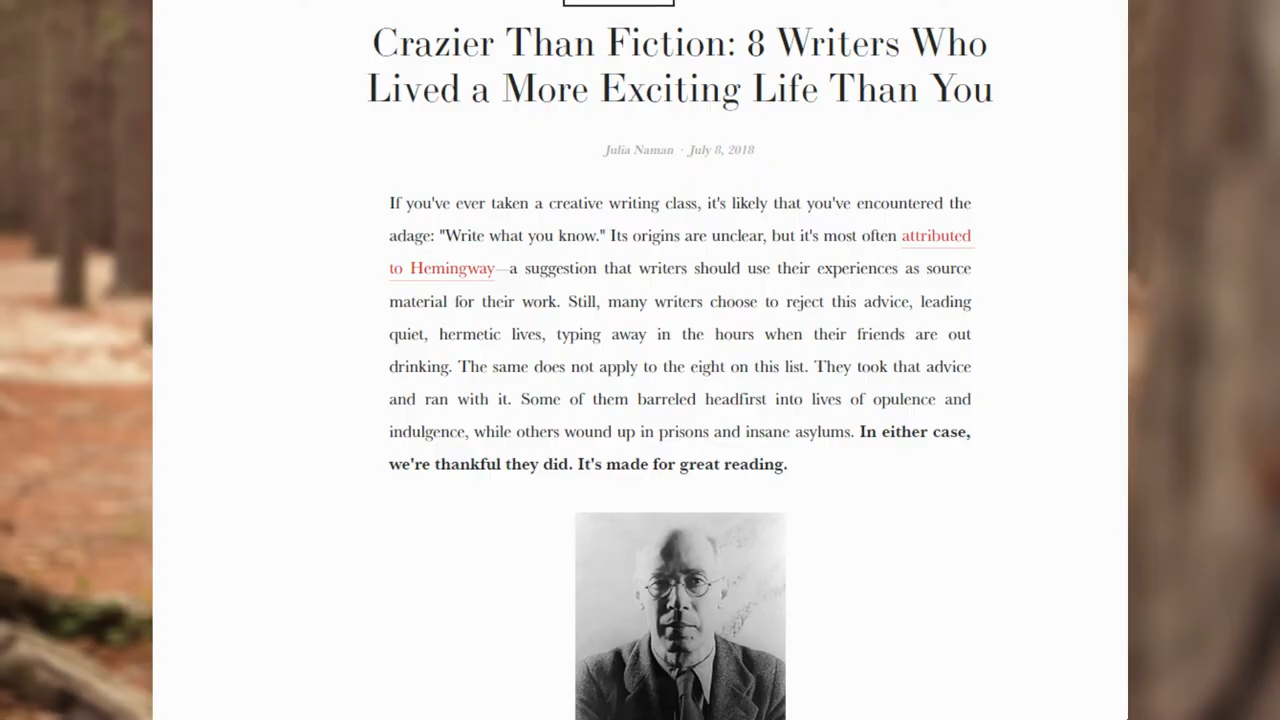 Crazier Than Fiction: 8 Writers Who
Lived a More Exciting Life Than You
Julia Naman · July 8, 2018
If you've ever taken a creative writing class, it's likely that you've encountered the
adage: "Write what you know." Its origins are unclear, but it's most often attributed
to Hemingway—a suggestion that writers should use their experiences as source
material for their work. Still, many writers choose to reject this advice, leading
quiet, hermetic lives, typing away in the hours when their friends are out
drinking. The same does not apply to the eight on this list. They took that advice
and ran with it. Some of them barreled headfirst into lives of opulence and
indulgence, while others wound up in prisons and insane asylums. In either case,
we're thankful they did. It's made for great reading.